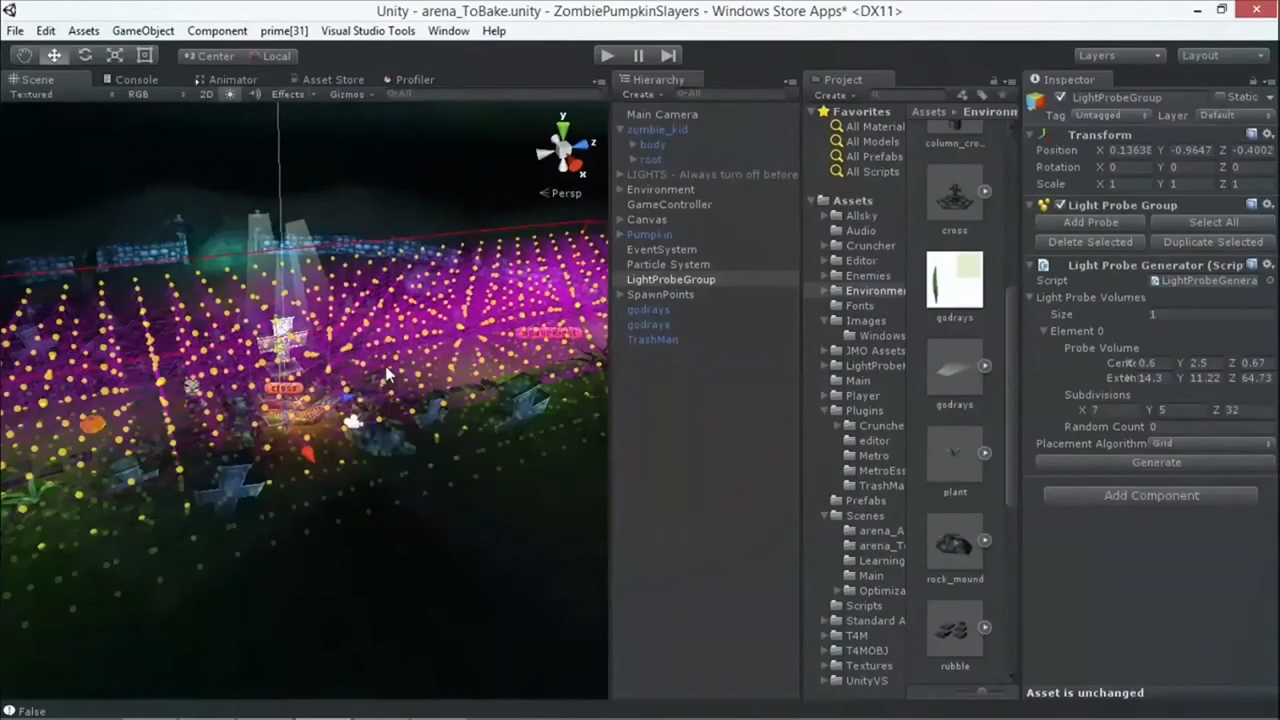 Unity - arena_ToBake.unity - ZombiePumpkinSlayers - Windows Store Apps* <DX11>
File Edit Assets GameObject Component prime[31] Visual Studio Tools Window Help
Center Local Layers Layout
Scene Console Animator Asset Store Profiler
Textured RGB 2D Effects Gizmos All
y
z
x
Persp
cross
False
Hierarchy
Create All
Main Camera
zombie_kid
body
root
LIGHTS - Always turn off before
Environment
GameController
Canvas
Pumpkin
EventSystem
Particle System
LightProbeGroup
SpawnPoints
godrays
godrays
TrashMan
Project
Create
Favorites
All Material
All Models
All Prefabs
All Scripts
Assets
Allsky
Audio
Cruncher
Editor
Enemies
Environmen
Fonts
Images
Windows
JMO Assets
LightProbe
Main
Player
Plugins
Crunche
editor
Metro
MetroEss
TrashMa
Prefabs
Scenes
arena_A
arena_T
Learning
Main
Optimiza
Scripts
Standard A
T4M
T4MOBJ
Textures
UnityVS
Assets Environm
column_cro..
cross
godrays
godrays
plant
rock_mound
rubble
Inspector
LightProbeGroup Static
Tag Untagged Layer Default
Transform
Position X 0.13638 Y -0.9647 Z -0.4002
Rotation X 0 Y 0 Z 0
Scale X 1 Y 1 Z 1
Light Probe Group
Add Probe Select All
Delete Selected Duplicate Selected
Light Probe Generator (Scrip
Script LightProbeGenera
Light Probe Volumes
Size 1
Element 0
Probe Volume
0.6 Y 2.5 Z 0.67
14.3 Y 11.22 Z 64.73
Subdivisions
X 7 Y 5 Z 32
Random Count 0
Placement Algorithm Grid
Generate
Add Component
Asset is unchanged